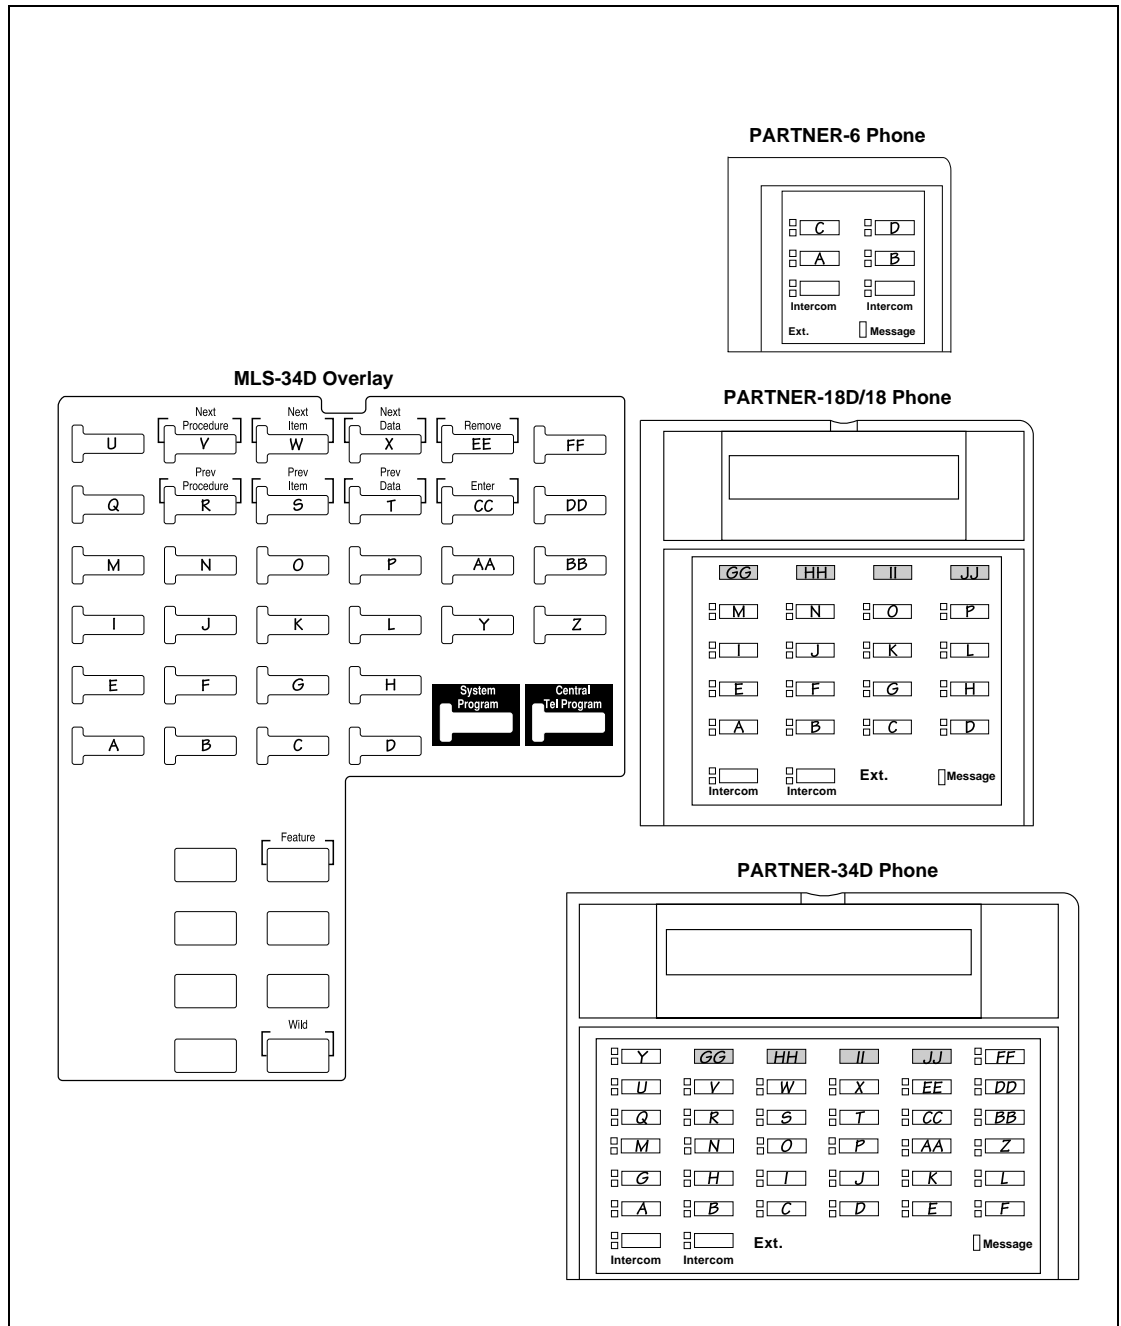 PARTNER-6 Phone
C D
A B
Intercom Intercom
Ext. Message
MLS-34D Overlay
Next Procedure Next Item Next Data Remove
U V W X EE FF
Prev Procedure Prev Item Prev Data Enter
Q R S T CC DD
M N O P AA BB
I J K L Y Z
E F G H
System Program Central Tel Program
A B C D
Feature
Wild
PARTNER-18D/18 Phone
GG HH II JJ
M N O P
I J K L
E F G H
A B C D
Ext. Message
Intercom Intercom
PARTNER-34D Phone
Y GG HH II JJ FF
U V W X EE DD
Q R S T CC BB
M N O P AA Z
G H I J K L
A B C D E F
Ext. Message
Intercom Intercom